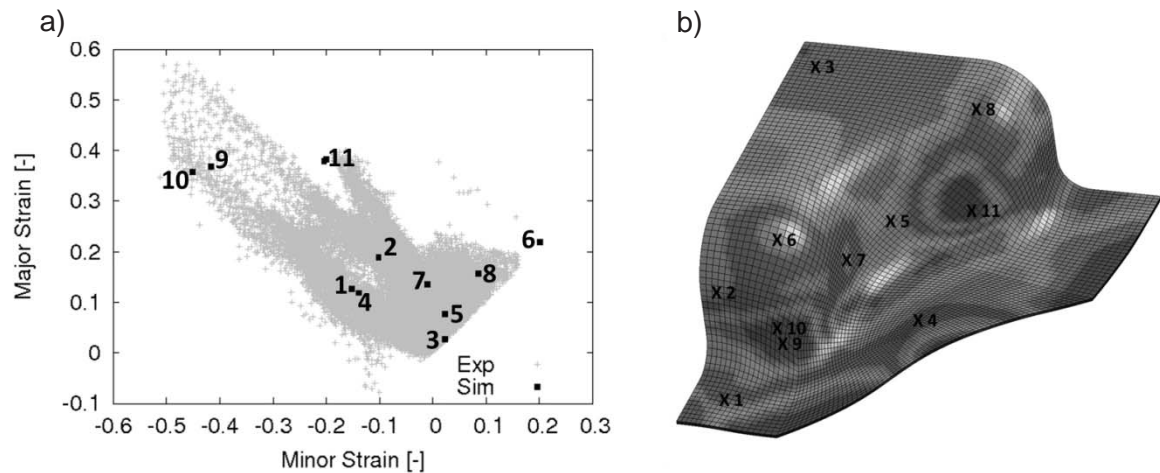 a)
0.6
0.5
0.4
0.3
0.2
0.1
0
-0.1
Major Strain [-]
11
9
10
2
6
7
8
1
4
5
3
Exp
Sim
-0.6 -0.5 -0.4 -0.3 -0.2 -0.1 0 0.1 0.2 0.3
Minor Strain [-]
b)
X 3
X 8
X 11
X 5
X 6
X 7
X 2
X 10
X 9
X 4
X 1